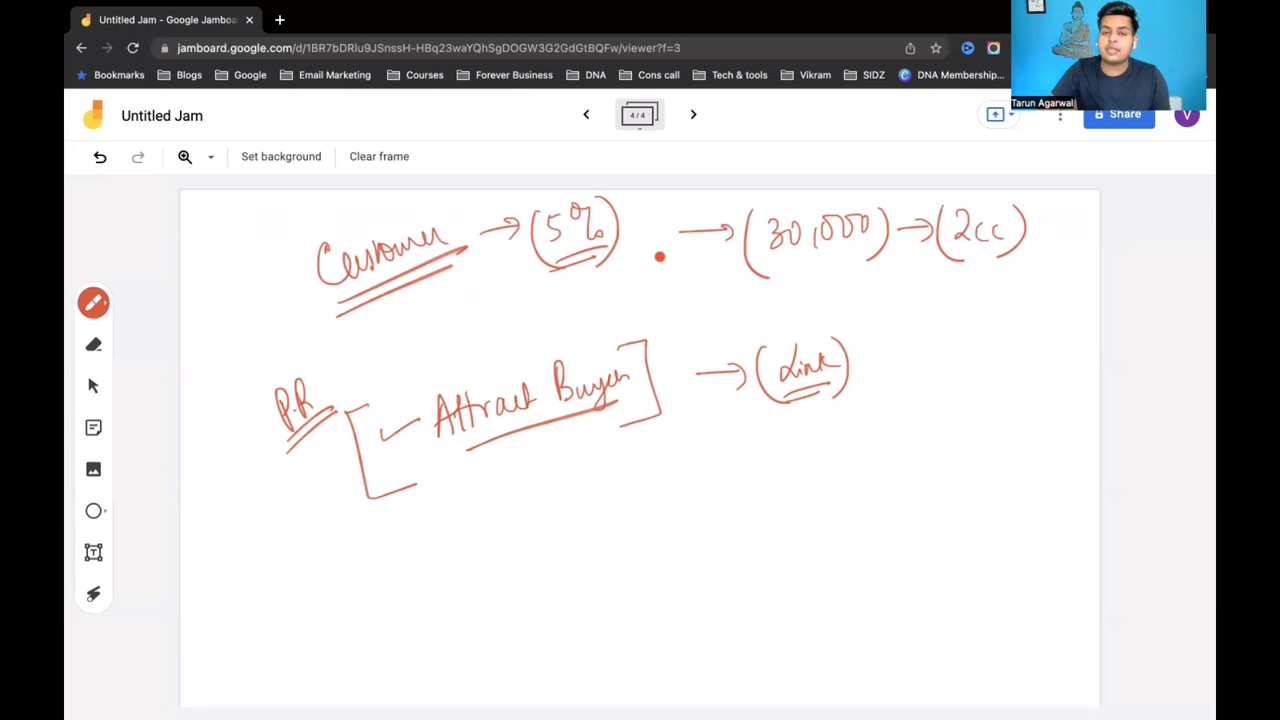 Untitled Jam - Google Jamboa
jamboard.google.com/d/1BR7bDRlu9JSnssH-HBq23waYQhSgDOGW3G2GdGtBQFw/viewer?f=3
Bookmarks Blogs Google Email Marketing Courses Forever Business DNA Cons call Tech & tools Vikram SIDZ DNA Membership...
Tarun Agarwal
Untitled Jam
4 / 4
Share
V
Set background Clear frame
Customer → (5%) → (30,000) → (2cc)
P.R Attract Buyer → (Link)